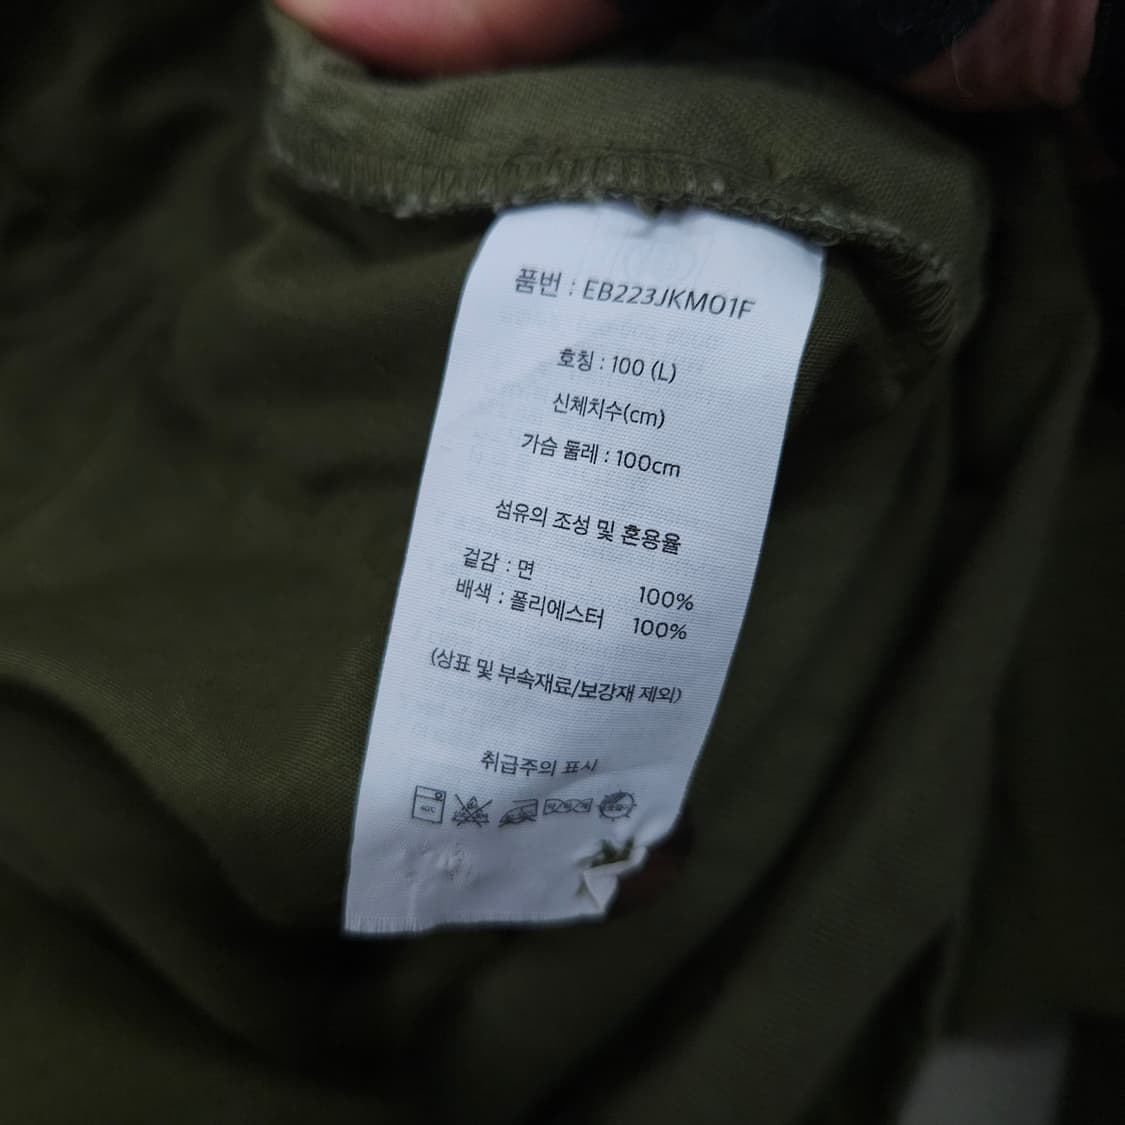 품번 : EB223JKM01F
호칭 : 100 (L)
신체치수(cm)
가슴 둘레 : 100cm
섬유의 조성 및 혼용율
겉감 : 면 100%
배색 : 폴리에스터 100%
(상표 및 부속재료/보강재 제외)
취급주의 표시